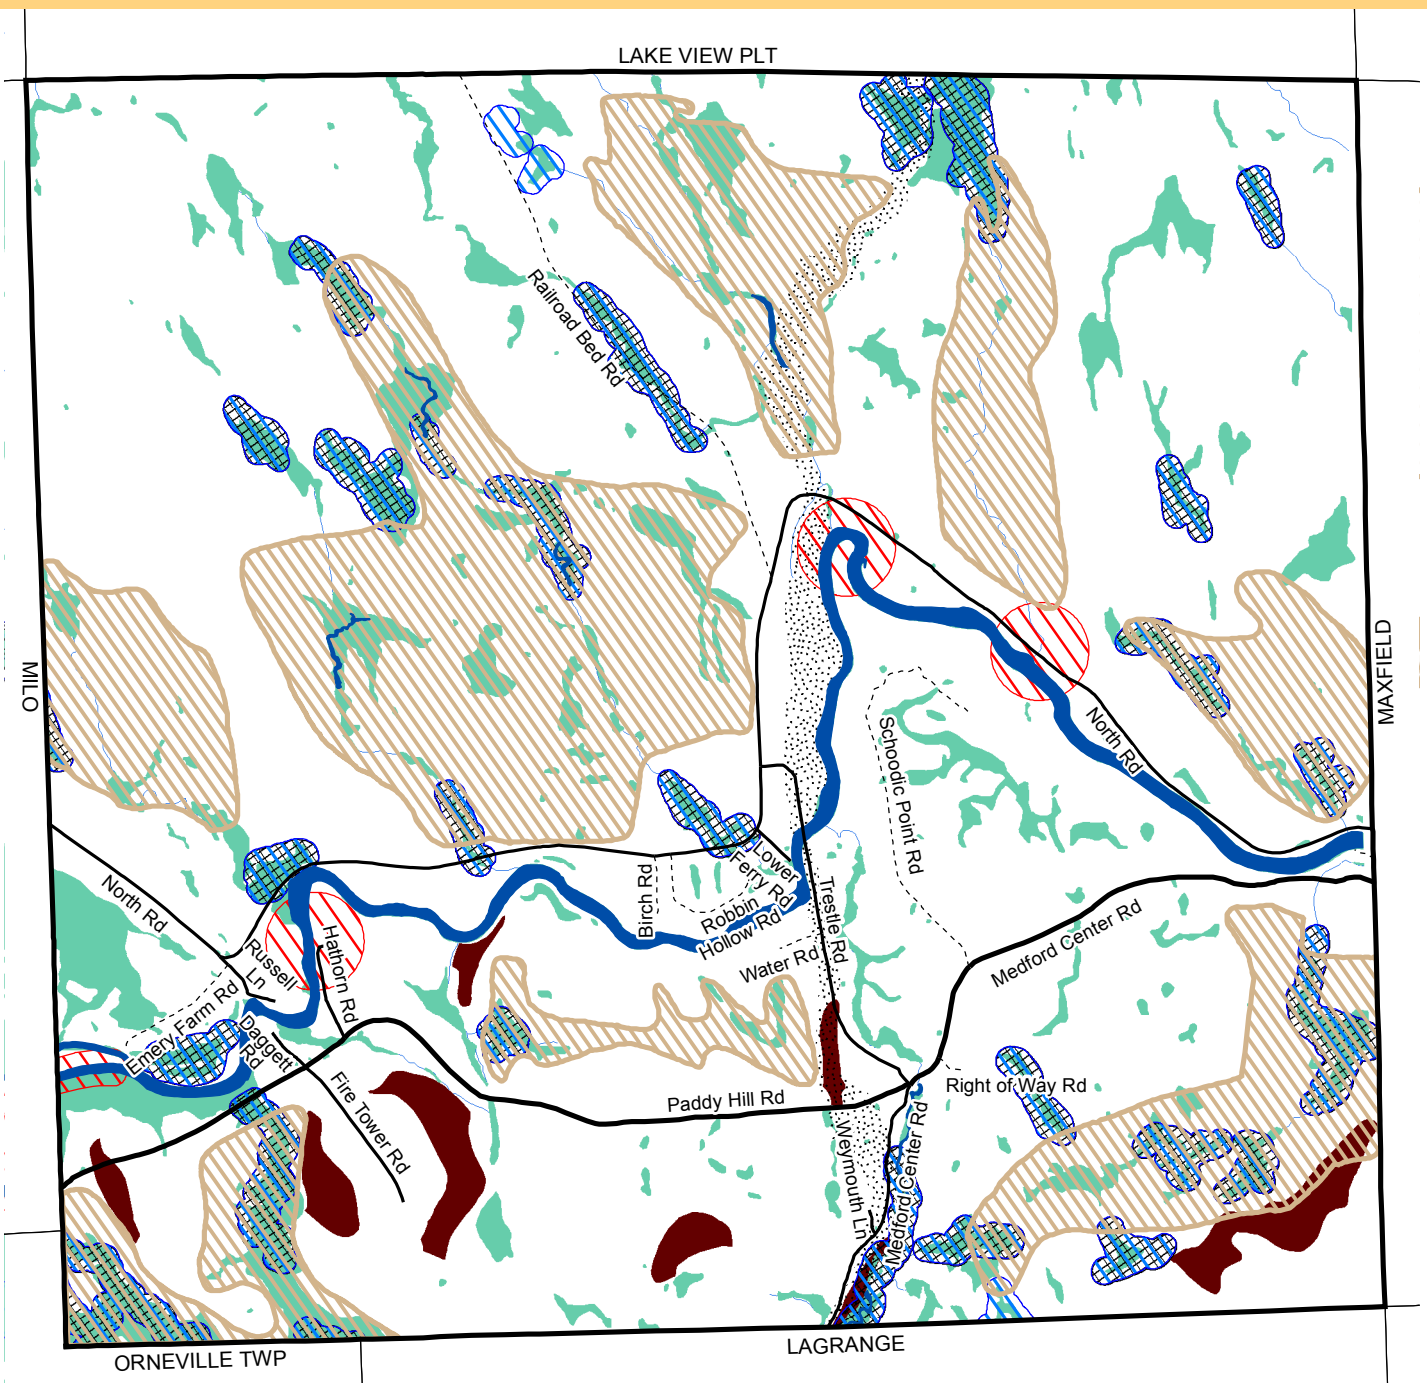 LAKE VIEW PLT
Railroad Bed Rd
MILO
MAXFIELD
North Rd
Schoodic Point Rd
North Rd
Lower
Ferry Rd
Birch Rd
Robbin
Hollow Rd
Trestle Rd
Water Rd
Medford Center Rd
Russell
Ln
Hathorn Rd
Emery Farm Rd
Daggett
Rd
Fire Tower Rd
Paddy Hill Rd
Right of Way Rd
Weymouth Ln
Medford Center Rd
LAGRANGE
ORNEVILLE TWP